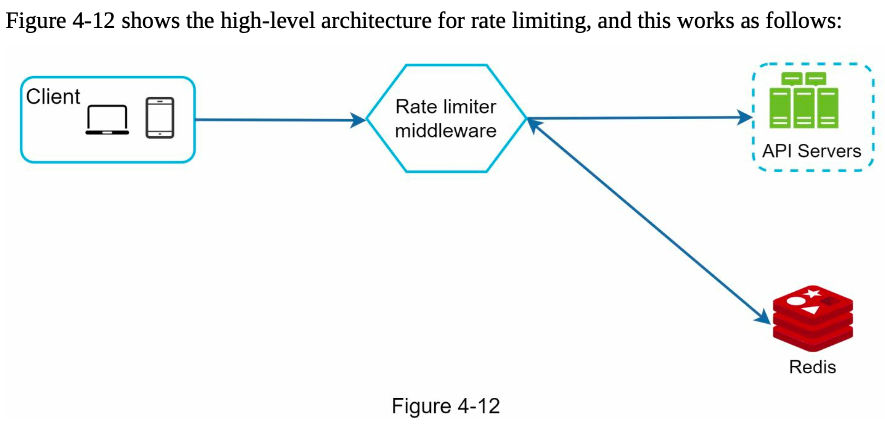 Figure 4-12 shows the high-level architecture for rate limiting, and this works as follows:
Client
Rate limiter
middleware
API Servers
Redis
Figure 4-12